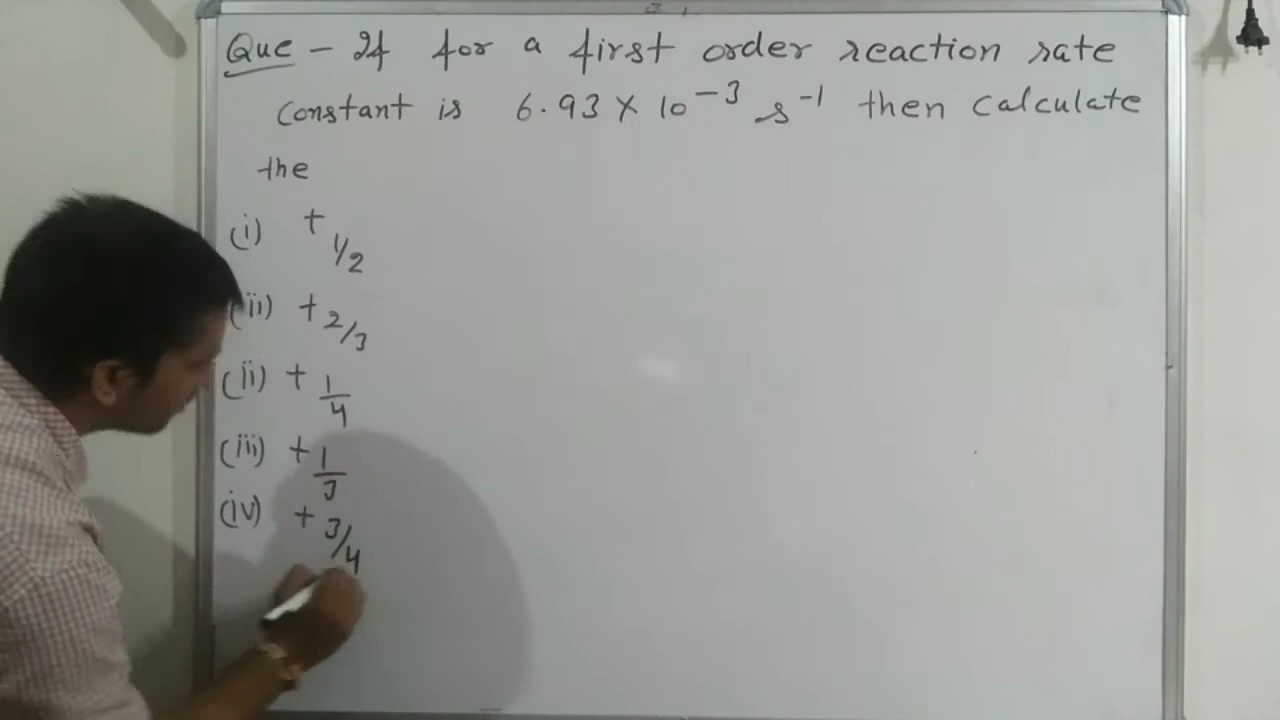 Que - If for a first order reaction rate
constant is 6.93 × 10⁻³ s⁻¹ then calculate
the
(i) t 1/2
(ii) t 2/3
(ii) t 1/4
(iii) t 1/3
(iv) t 3/4